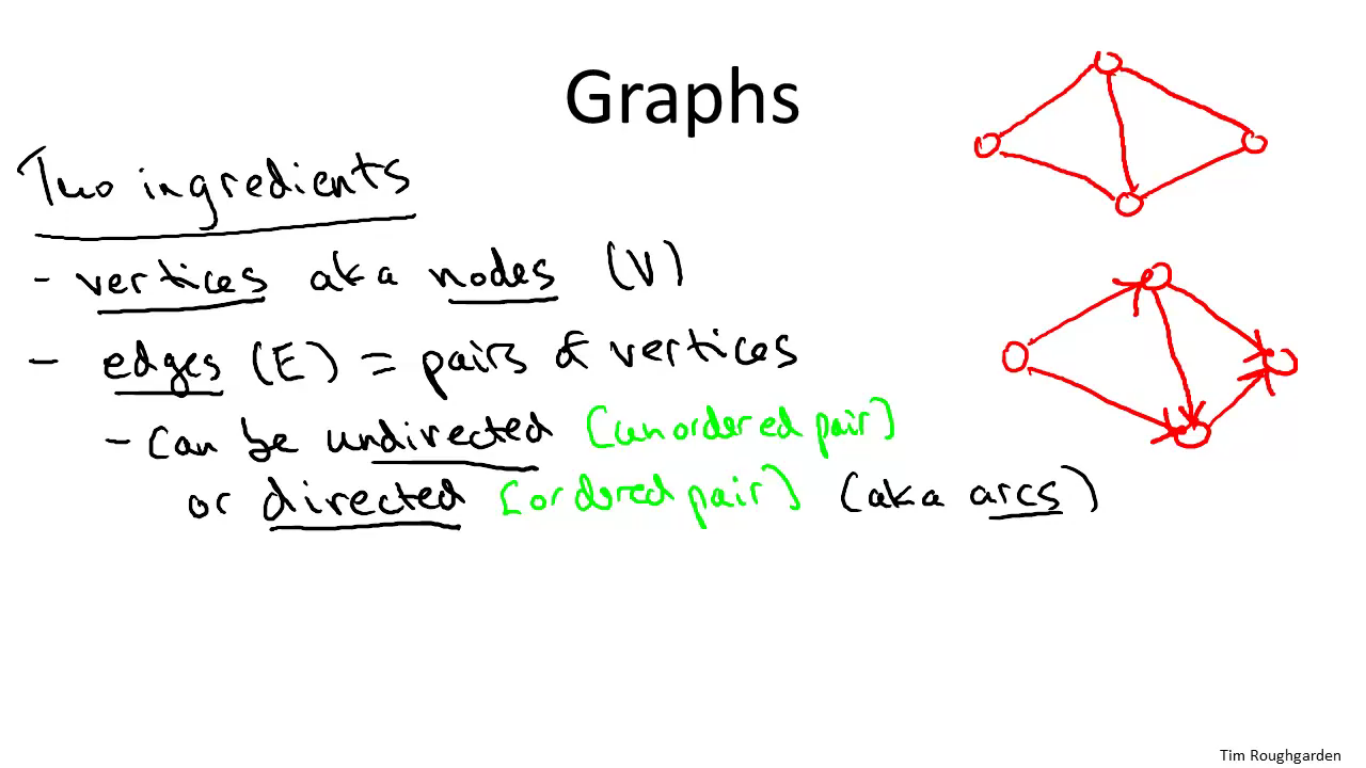 Graphs
Two ingredients
- vertices aka nodes (V)
- edges (E) = pairs of vertices
- can be undirected [unordered pair]
or directed [ordered pair] (aka arcs)
Tim Roughgarden